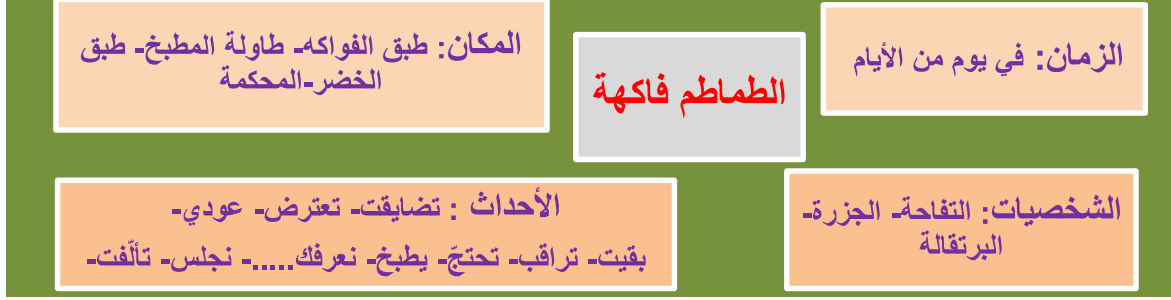 الزمان: في يوم من الأيام
الطماطم فاكهة
المكان: طبق الفواكه- طاولة المطبخ- طبق
الخضر-المحكمة
الشخصيات: التفاحة- الجزرة-
البرتقالة
الأحداث : تضايقت- تعترض- عودي-
بقيت- تراقب- تحتجّ- يطبخ- نعرفك.....- نجلس- تألّفت-